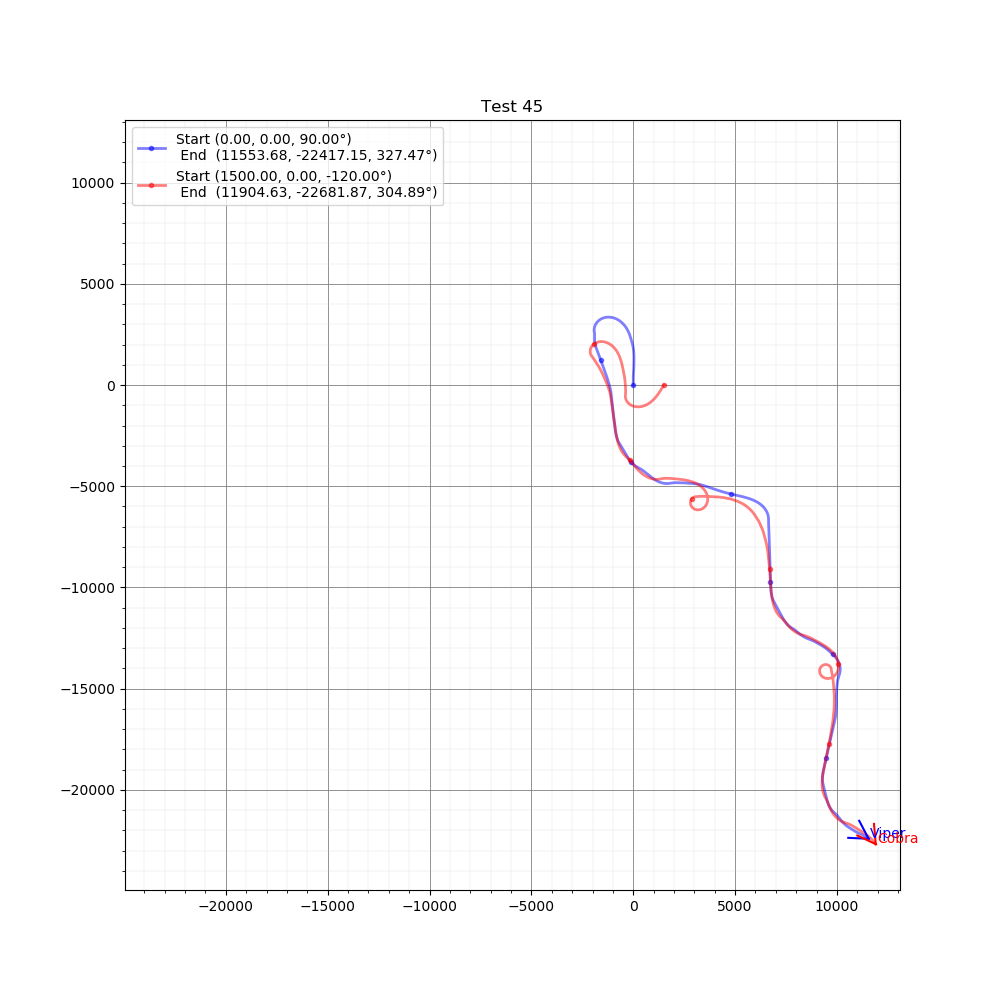 Test 45
Start (0.00, 0.00, 90.00°)
End  (11553.68, -22417.15, 327.47°)
Start (1500.00, 0.00, -120.00°)
End  (11904.63, -22681.87, 304.89°)
10000
5000
0
−5000
−10000
−15000
−20000
Viper
Cobra
−20000 −15000 −10000 −5000 0 5000 10000